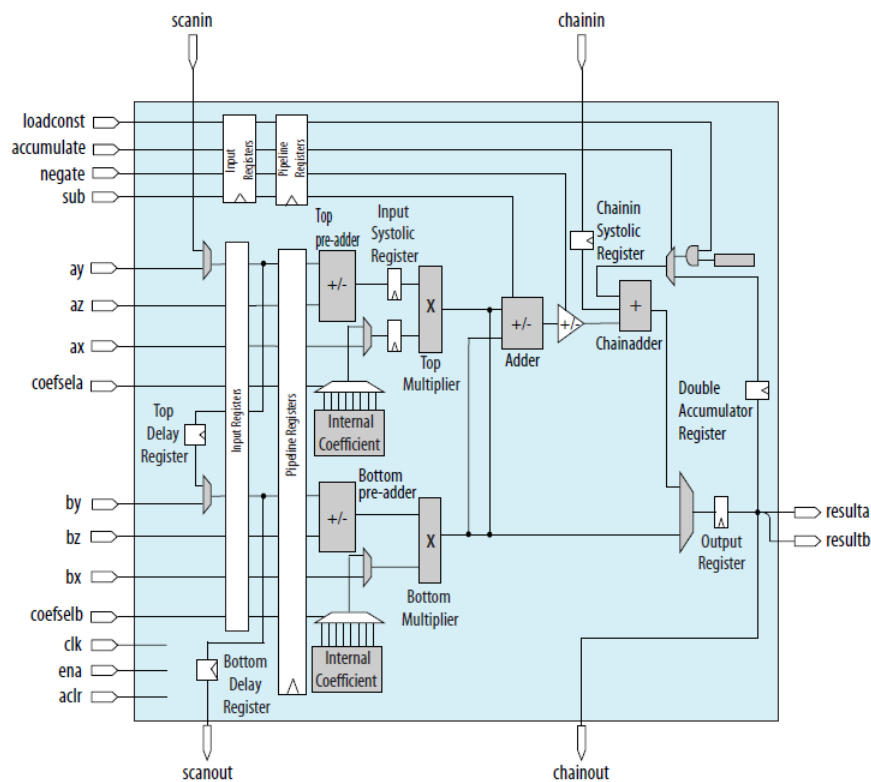 scanin
chainin
loadconst
accumulate
negate
sub
Input
Registers
Pipeline
Registers
Top
pre-adder
Input
Systolic
Register
Chainin
Systolic
Register
ay
az
ax
coefsela
+/-
X
Top
Multiplier
+/-
Adder
+/-
+
Chainadder
Internal
Coefficient
Input Registers
Pipeline Registers
Top
Delay
Register
Double
Accumulator
Register
by
bz
bx
coefselb
Bottom
pre-adder
+/-
X
Bottom
Multiplier
Internal
Coefficient
Output
Register
resulta
resultb
clk
ena
aclr
Bottom
Delay
Register
scanout
chainout